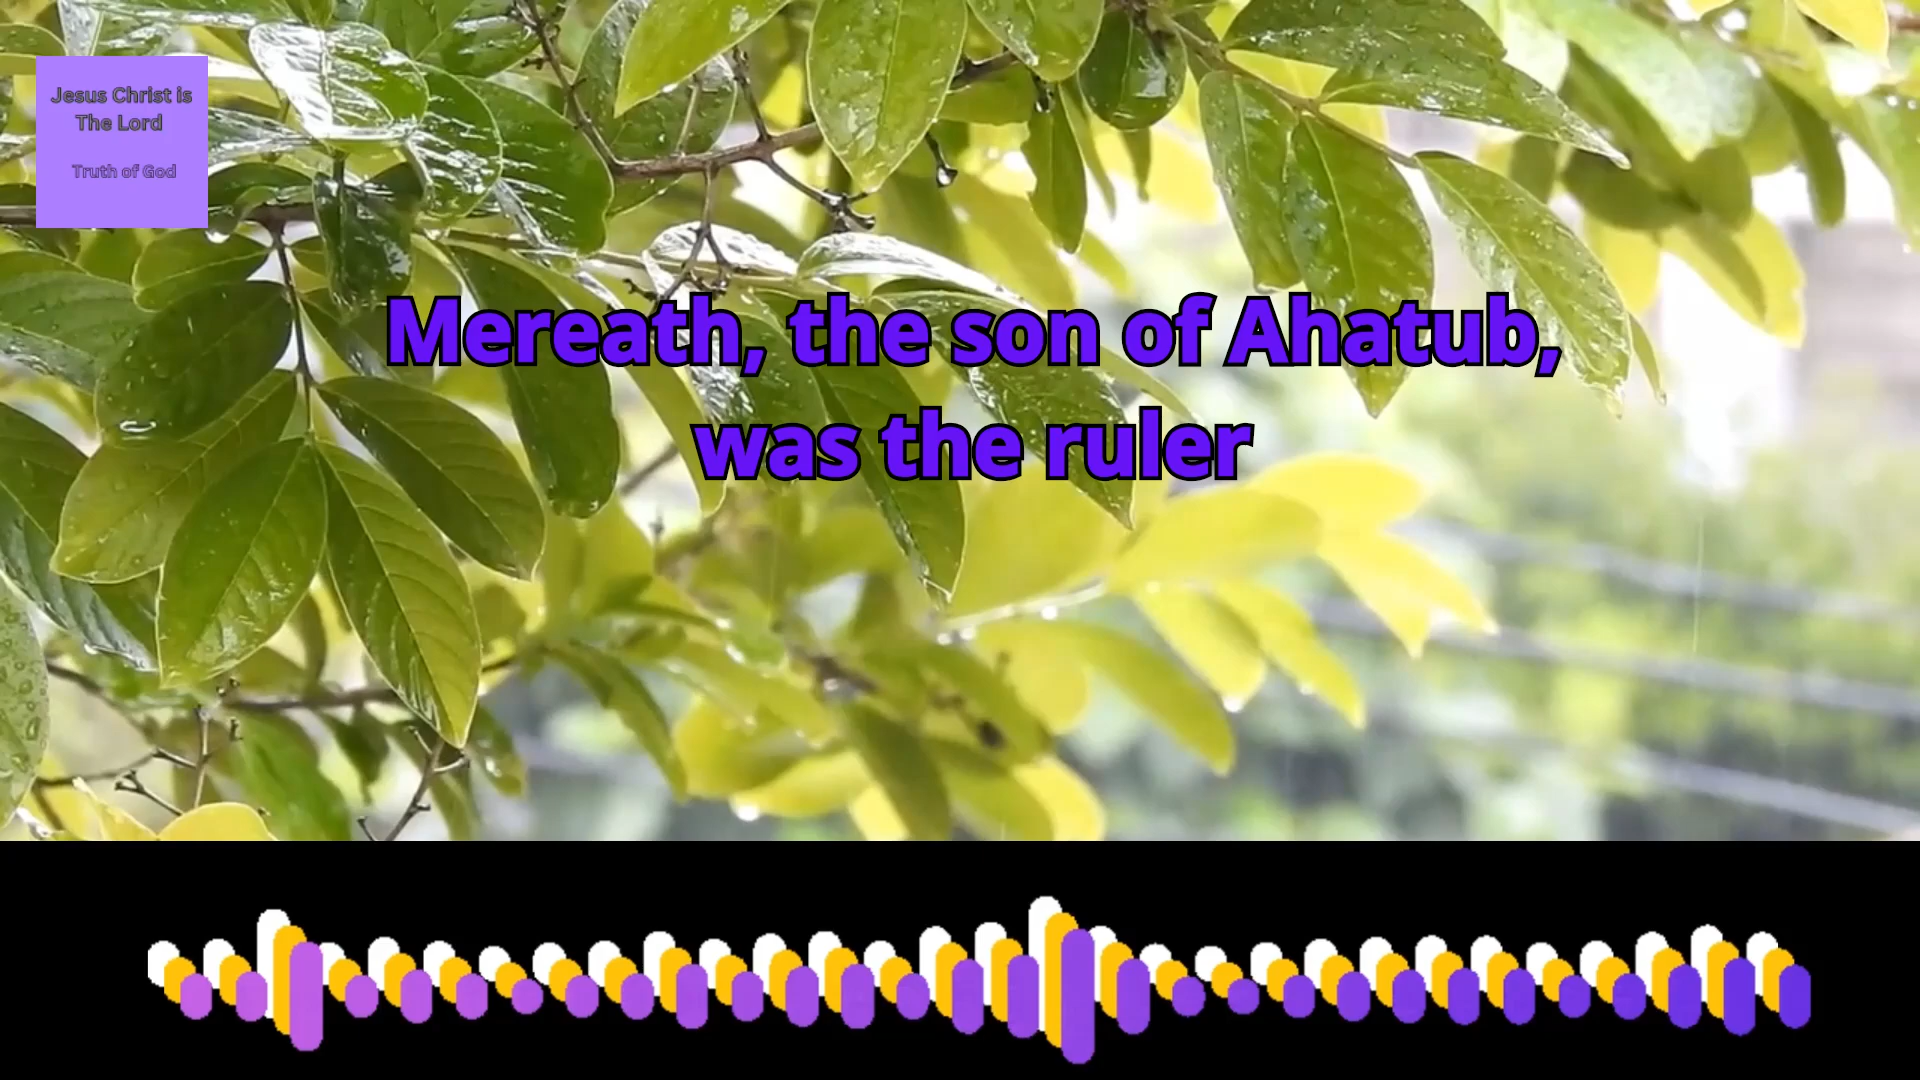 Jesus Christ is
The Lord
Truth of God
Mereath, the son of Ahatub,
was the ruler